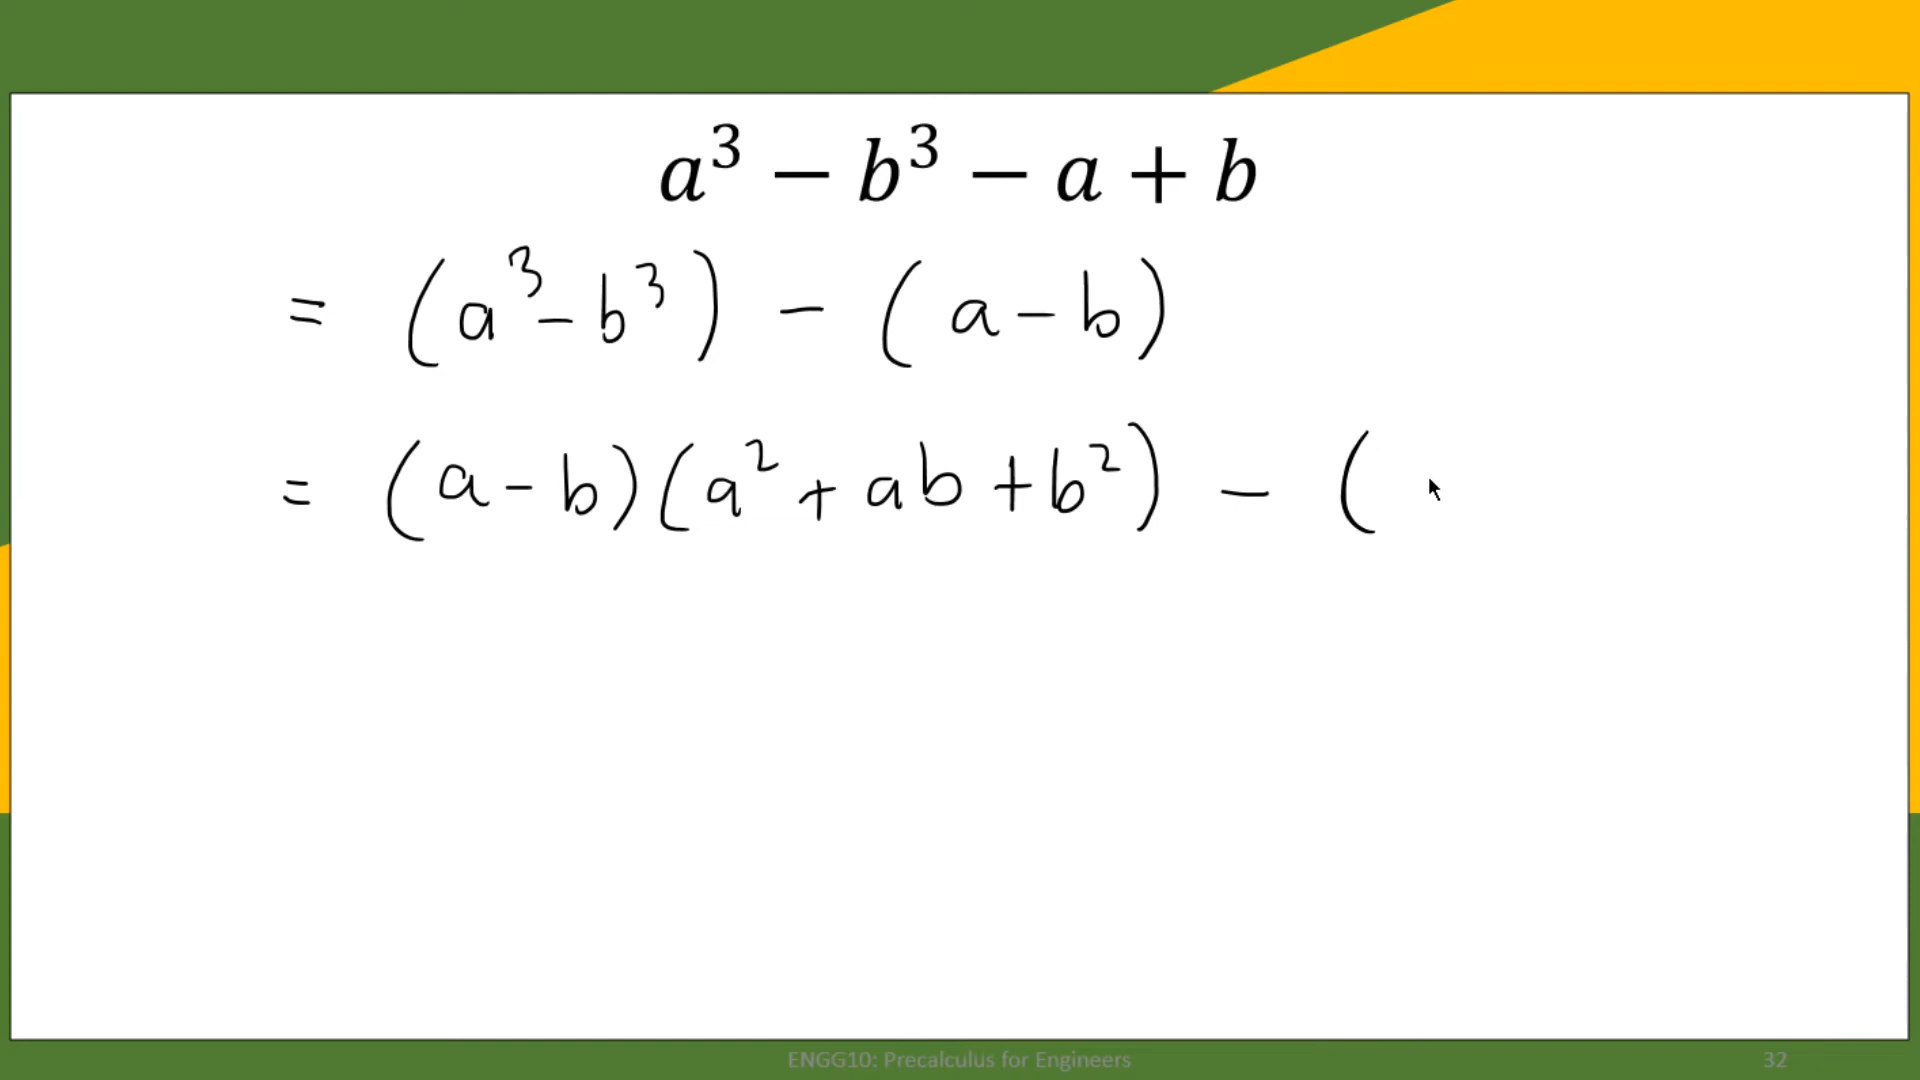 a³ − b³ − a + b
= (a³ − b³) − (a − b)
= (a − b)(a² + ab + b²) − (
ENGG10: Precalculus for Engineers
32